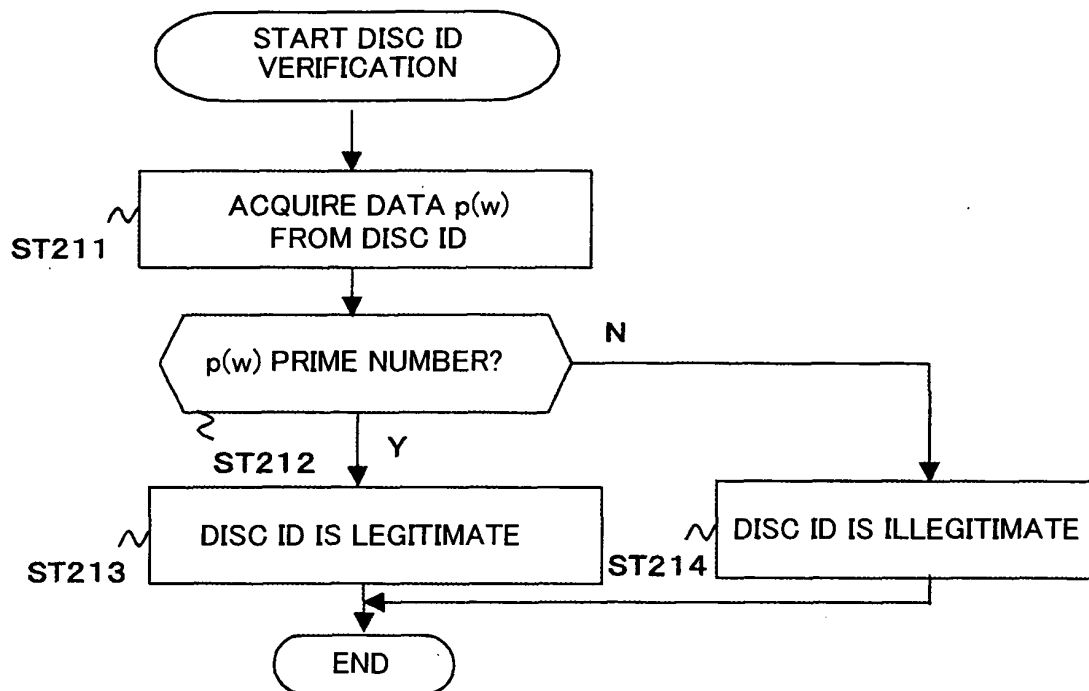 START DISC ID
VERIFICATION
ACQUIRE DATA p(w)
FROM DISC ID
ST211
p(w) PRIME NUMBER?
N
ST212
Y
DISC ID IS LEGITIMATE
ST213
DISC ID IS ILLEGITIMATE
ST214
END